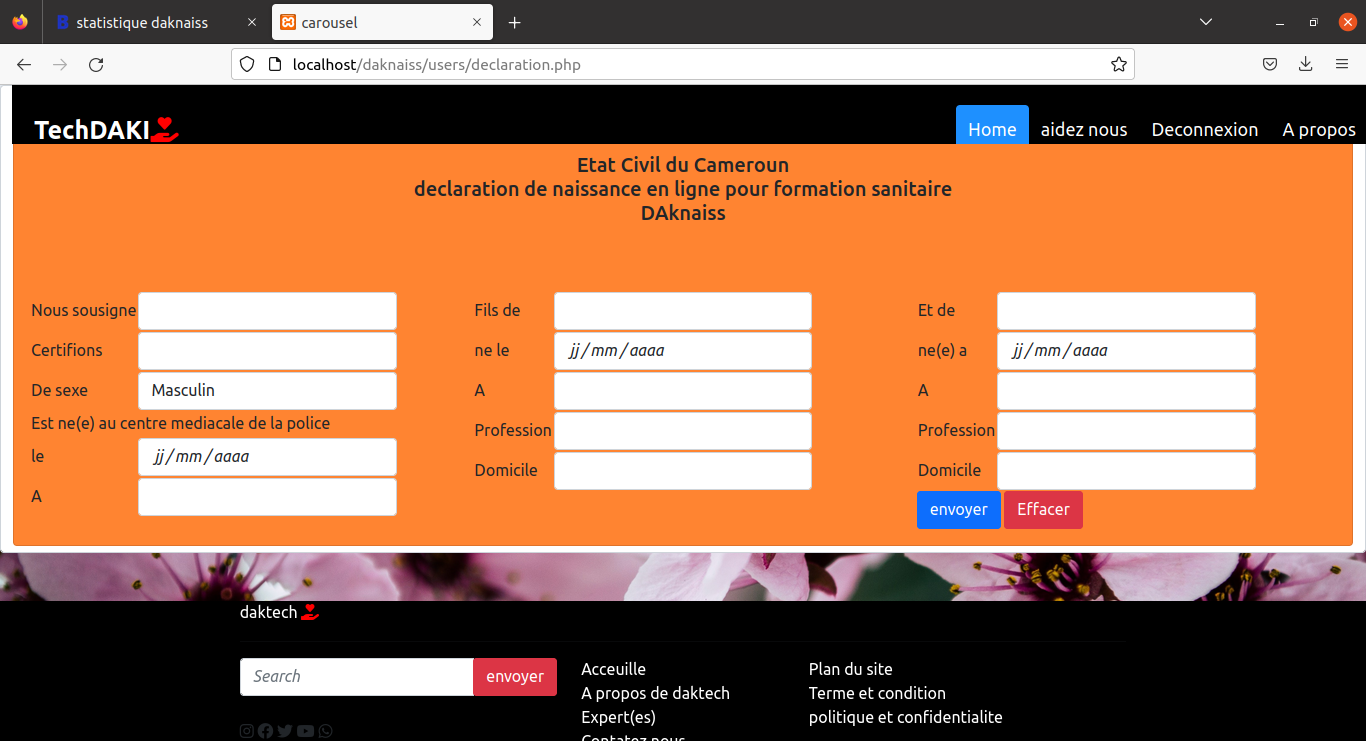 statistique daknaiss
carousel
localhost/daknaiss/users/declaration.php
TechDAKI
Home
aidez nous
Deconnexion
A propos
Etat Civil du Cameroun
declaration de naissance en ligne pour formation sanitaire
DAknaiss
Nous sousigne
Certifions
De sexe
Masculin
Est ne(e) au centre mediacale de la police
le
jj/mm/aaaa
A
Fils de
ne le
jj/mm/aaaa
A
Profession
Domicile
Et de
ne(e) a
jj/mm/aaaa
A
Profession
Domicile
envoyer
Effacer
daktech
Search
envoyer
Acceuille
A propos de daktech
Expert(es)
Contatez nous
Plan du site
Terme et condition
politique et confidentialite